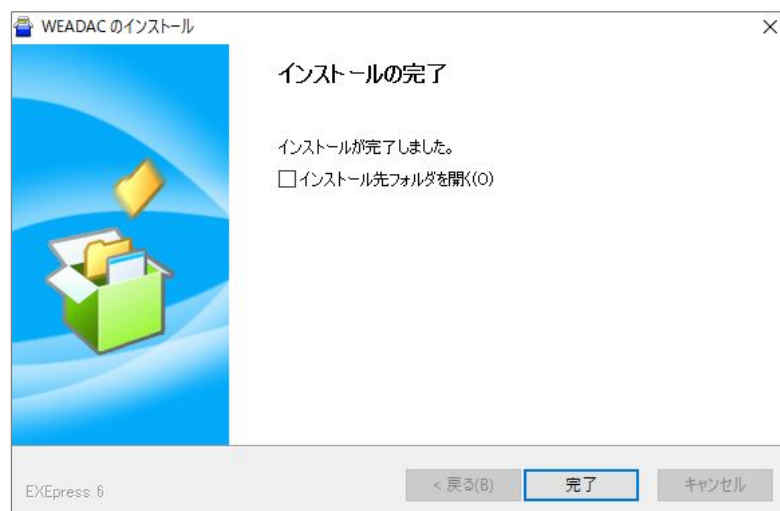 WEADAC のインストール
インストールの完了
インストールが完了しました。
インストール先フォルダを開く(O)
EXEpress 6
< 戻る(B)
完了
キャンセル